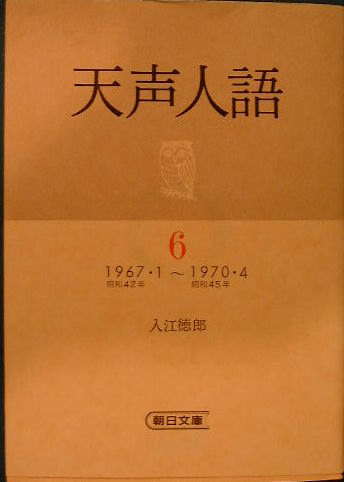 天声人語
6
1967・1～1970・4
昭和42年 昭和45年
入江徳郎
朝日文庫